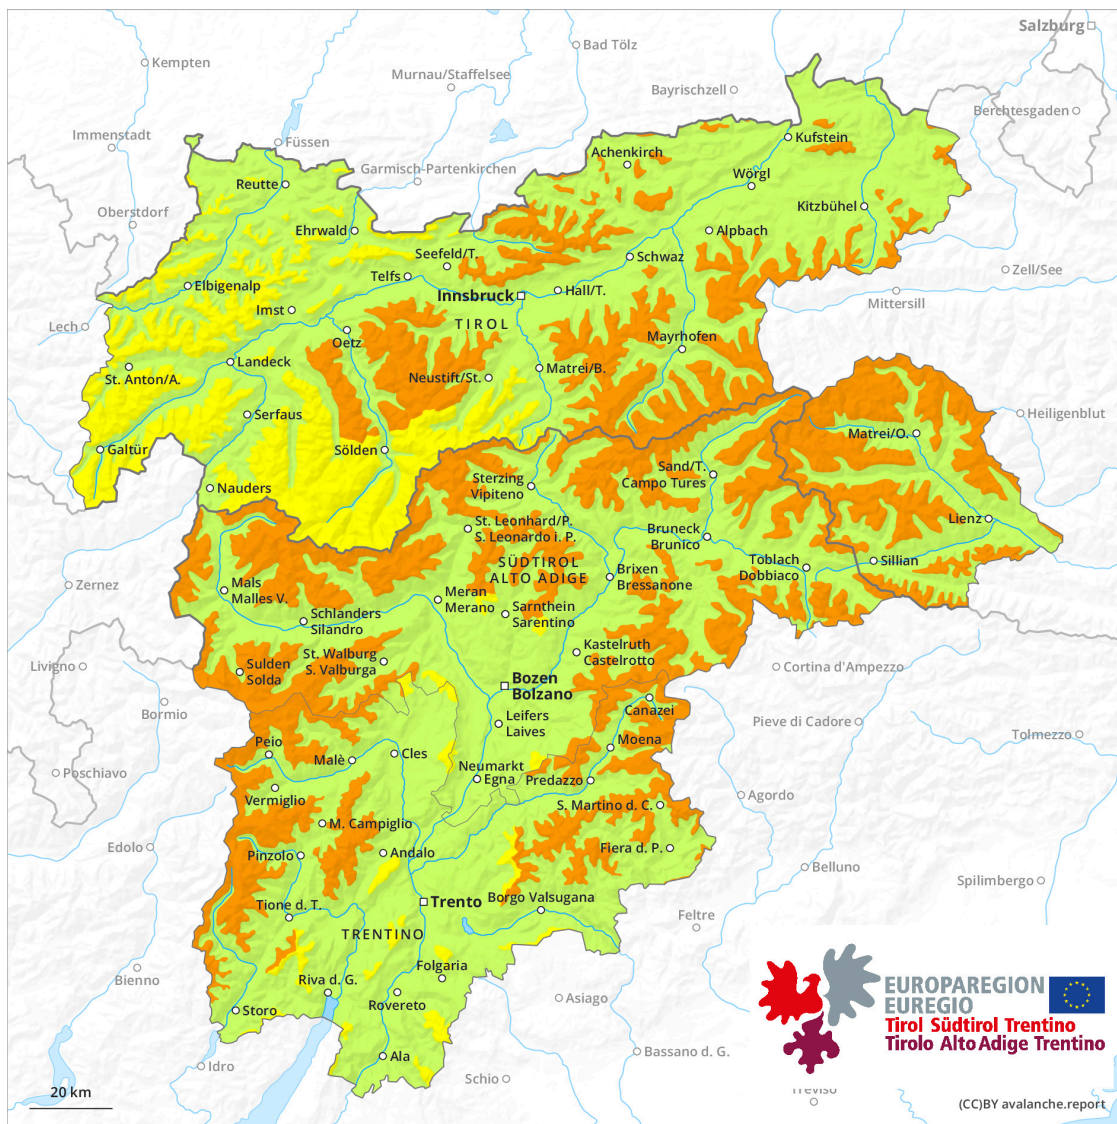 Salzburg
Bad Tölz
Kempten
Murnau/Staffelsee
Bayrischzell
Berchtesgaden
Immenstadt
Füssen
Kufstein
Achenkirch
Garmisch-Partenkirchen
Wörgl
Reutte
Kitzbühel
Oberstdorf
Ehrwald
Alpbach
Seefeld/T.
Schwaz
Telfs
Zell/See
Elbigenalp
Innsbruck
Hall/T.
Mittersill
Imst
TIROL
Lech
Oetz
Mayrhofen
Landeck
Matrei/B.
St. Anton/A.
Neustift/St.
Serfaus
Heiligenblut
Matrei/O.
Galtür
Sölden
Sand/T.
Campo Tures
Sterzing
Vipiteno
Nauders
Lienz
St. Leonhard/P.
S. Leonardo i. P.
Bruneck
Brunico
SÜDTIROL
ALTO ADIGE
Toblach
Dobbiaco
Sillian
Brixen
Bressanone
Zernez
Mals
Malles V.
Meran
Merano
Sarnthein
Sarentino
Schlanders
Silandro
Kastelruth
Castelrotto
St. Walburg
S. Valburga
Livigno
Sulden
Solda
Cortina d'Ampezzo
Bozen
Bolzano
Bormio
Canazei
Leifers
Laives
Pieve di Cadore
Tolmezzo
Peio
Moena
Cles
Malè
Poschiavo
Neumarkt
Egna
Predazzo
Vermiglio
Agordo
S. Martino d. C.
M. Campiglio
Edolo
Pinzolo
Andalo
Fiera d. P.
Belluno
Spilimbergo
Trento
Borgo Valsugana
Tione d. T.
Feltre
TRENTINO
Folgaria
Bienno
Riva d. G.
Rovereto
Asiago
Storo
EUROPAREGION
EUREGIO
Tirol Südtirol Trentino
Tirolo Alto Adige Trentino
Ala
Bassano d. G.
Idro
Schio
20 km
Treviso
(CC)BY avalanche.report